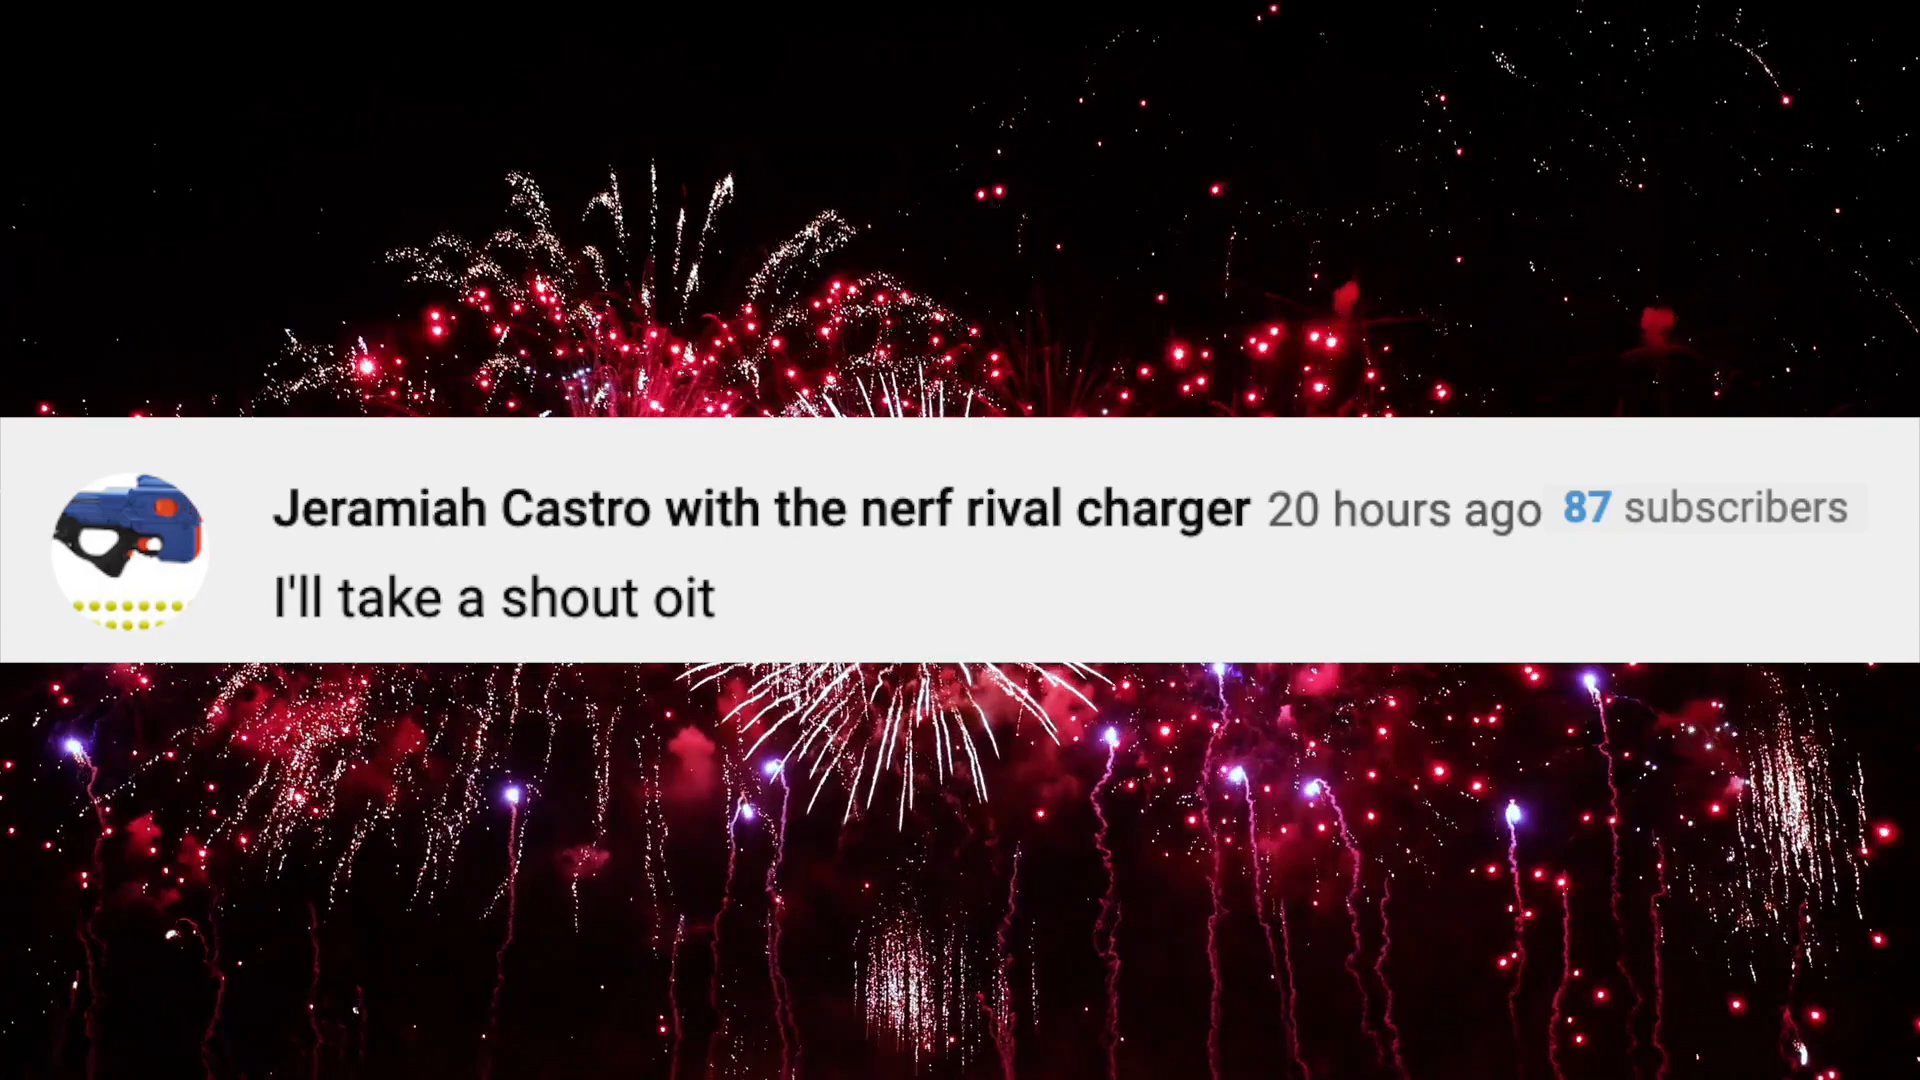 Jeramiah Castro with the nerf rival charger 20 hours ago 87 subscribers
I'll take a shout oit